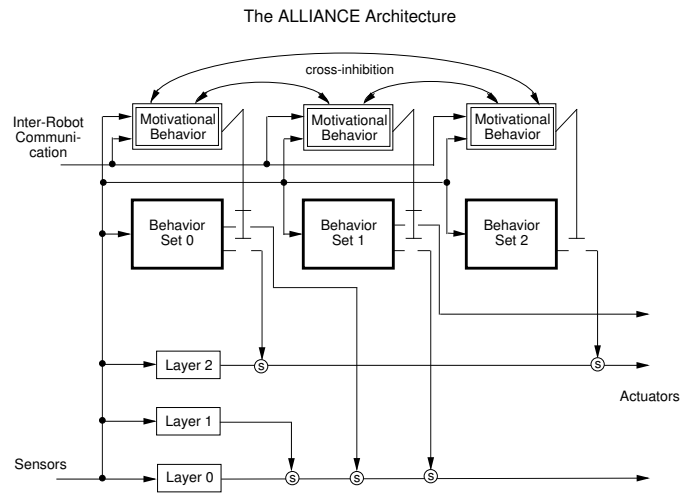 The ALLIANCE Architecture
cross-inhibition
Inter-Robot
Communi-
cation
Motivational
Behavior
Motivational
Behavior
Motivational
Behavior
Behavior
Set 0
Behavior
Set 1
Behavior
Set 2
Layer 2
S
S
Actuators
Layer 1
Sensors
Layer 0
S
S
S